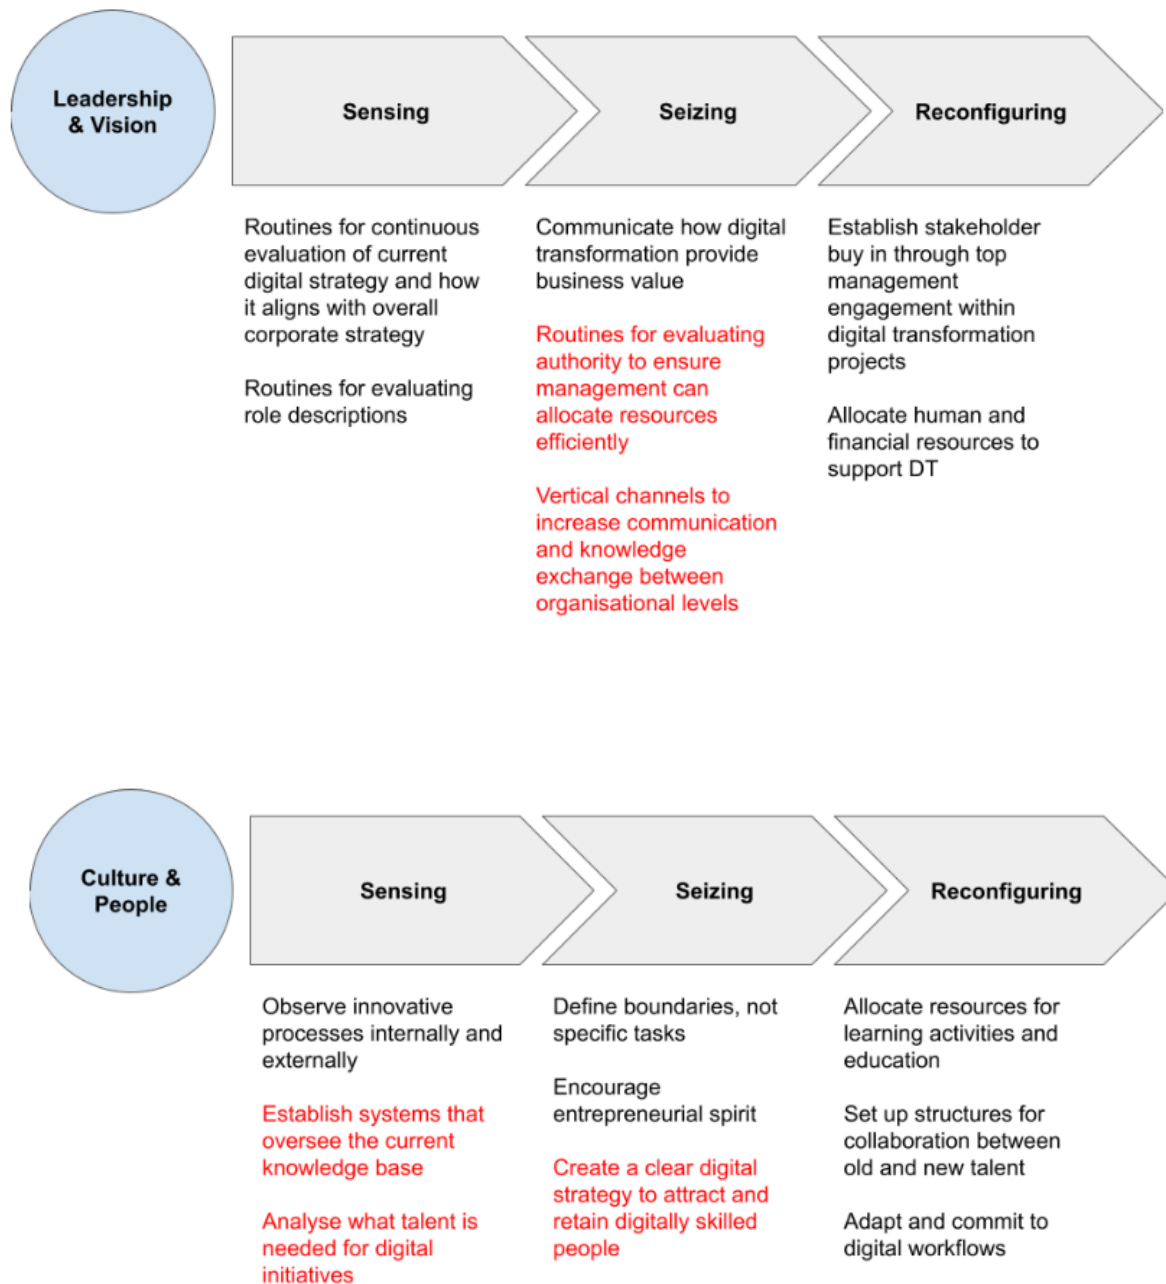 Leadership
& Vision
Sensing
Seizing
Reconfiguring
Routines for continuous
evaluation of current
digital strategy and how
it aligns with overall
corporate strategy
Routines for evaluating
role descriptions
Communicate how digital
transformation provide
business value
Routines for evaluating
authority to ensure
management can
allocate resources
efficiently
Vertical channels to
increase communication
and knowledge
exchange between
organisational levels
Establish stakeholder
buy in through top
management
engagement within
digital transformation
projects
Allocate human and
financial resources to
support DT
Culture &
People
Sensing
Seizing
Reconfiguring
Observe innovative
processes internally and
externally
Establish systems that
oversee the current
knowledge base
Analyse what talent is
needed for digital
initiatives
Define boundaries, not
specific tasks
Encourage
entrepreneurial spirit
Create a clear digital
strategy to attract and
retain digitally skilled
people
Allocate resources for
learning activities and
education
Set up structures for
collaboration between
old and new talent
Adapt and commit to
digital workflows